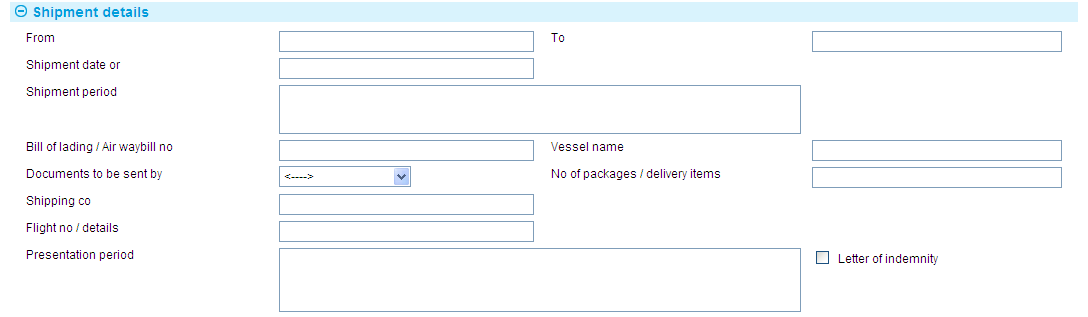 Shipment details
From To
Shipment date or
Shipment period
Bill of lading / Air waybill no Vessel name
Documents to be sent by <----> No of packages / delivery items
Shipping co
Flight no / details
Presentation period Letter of indemnity